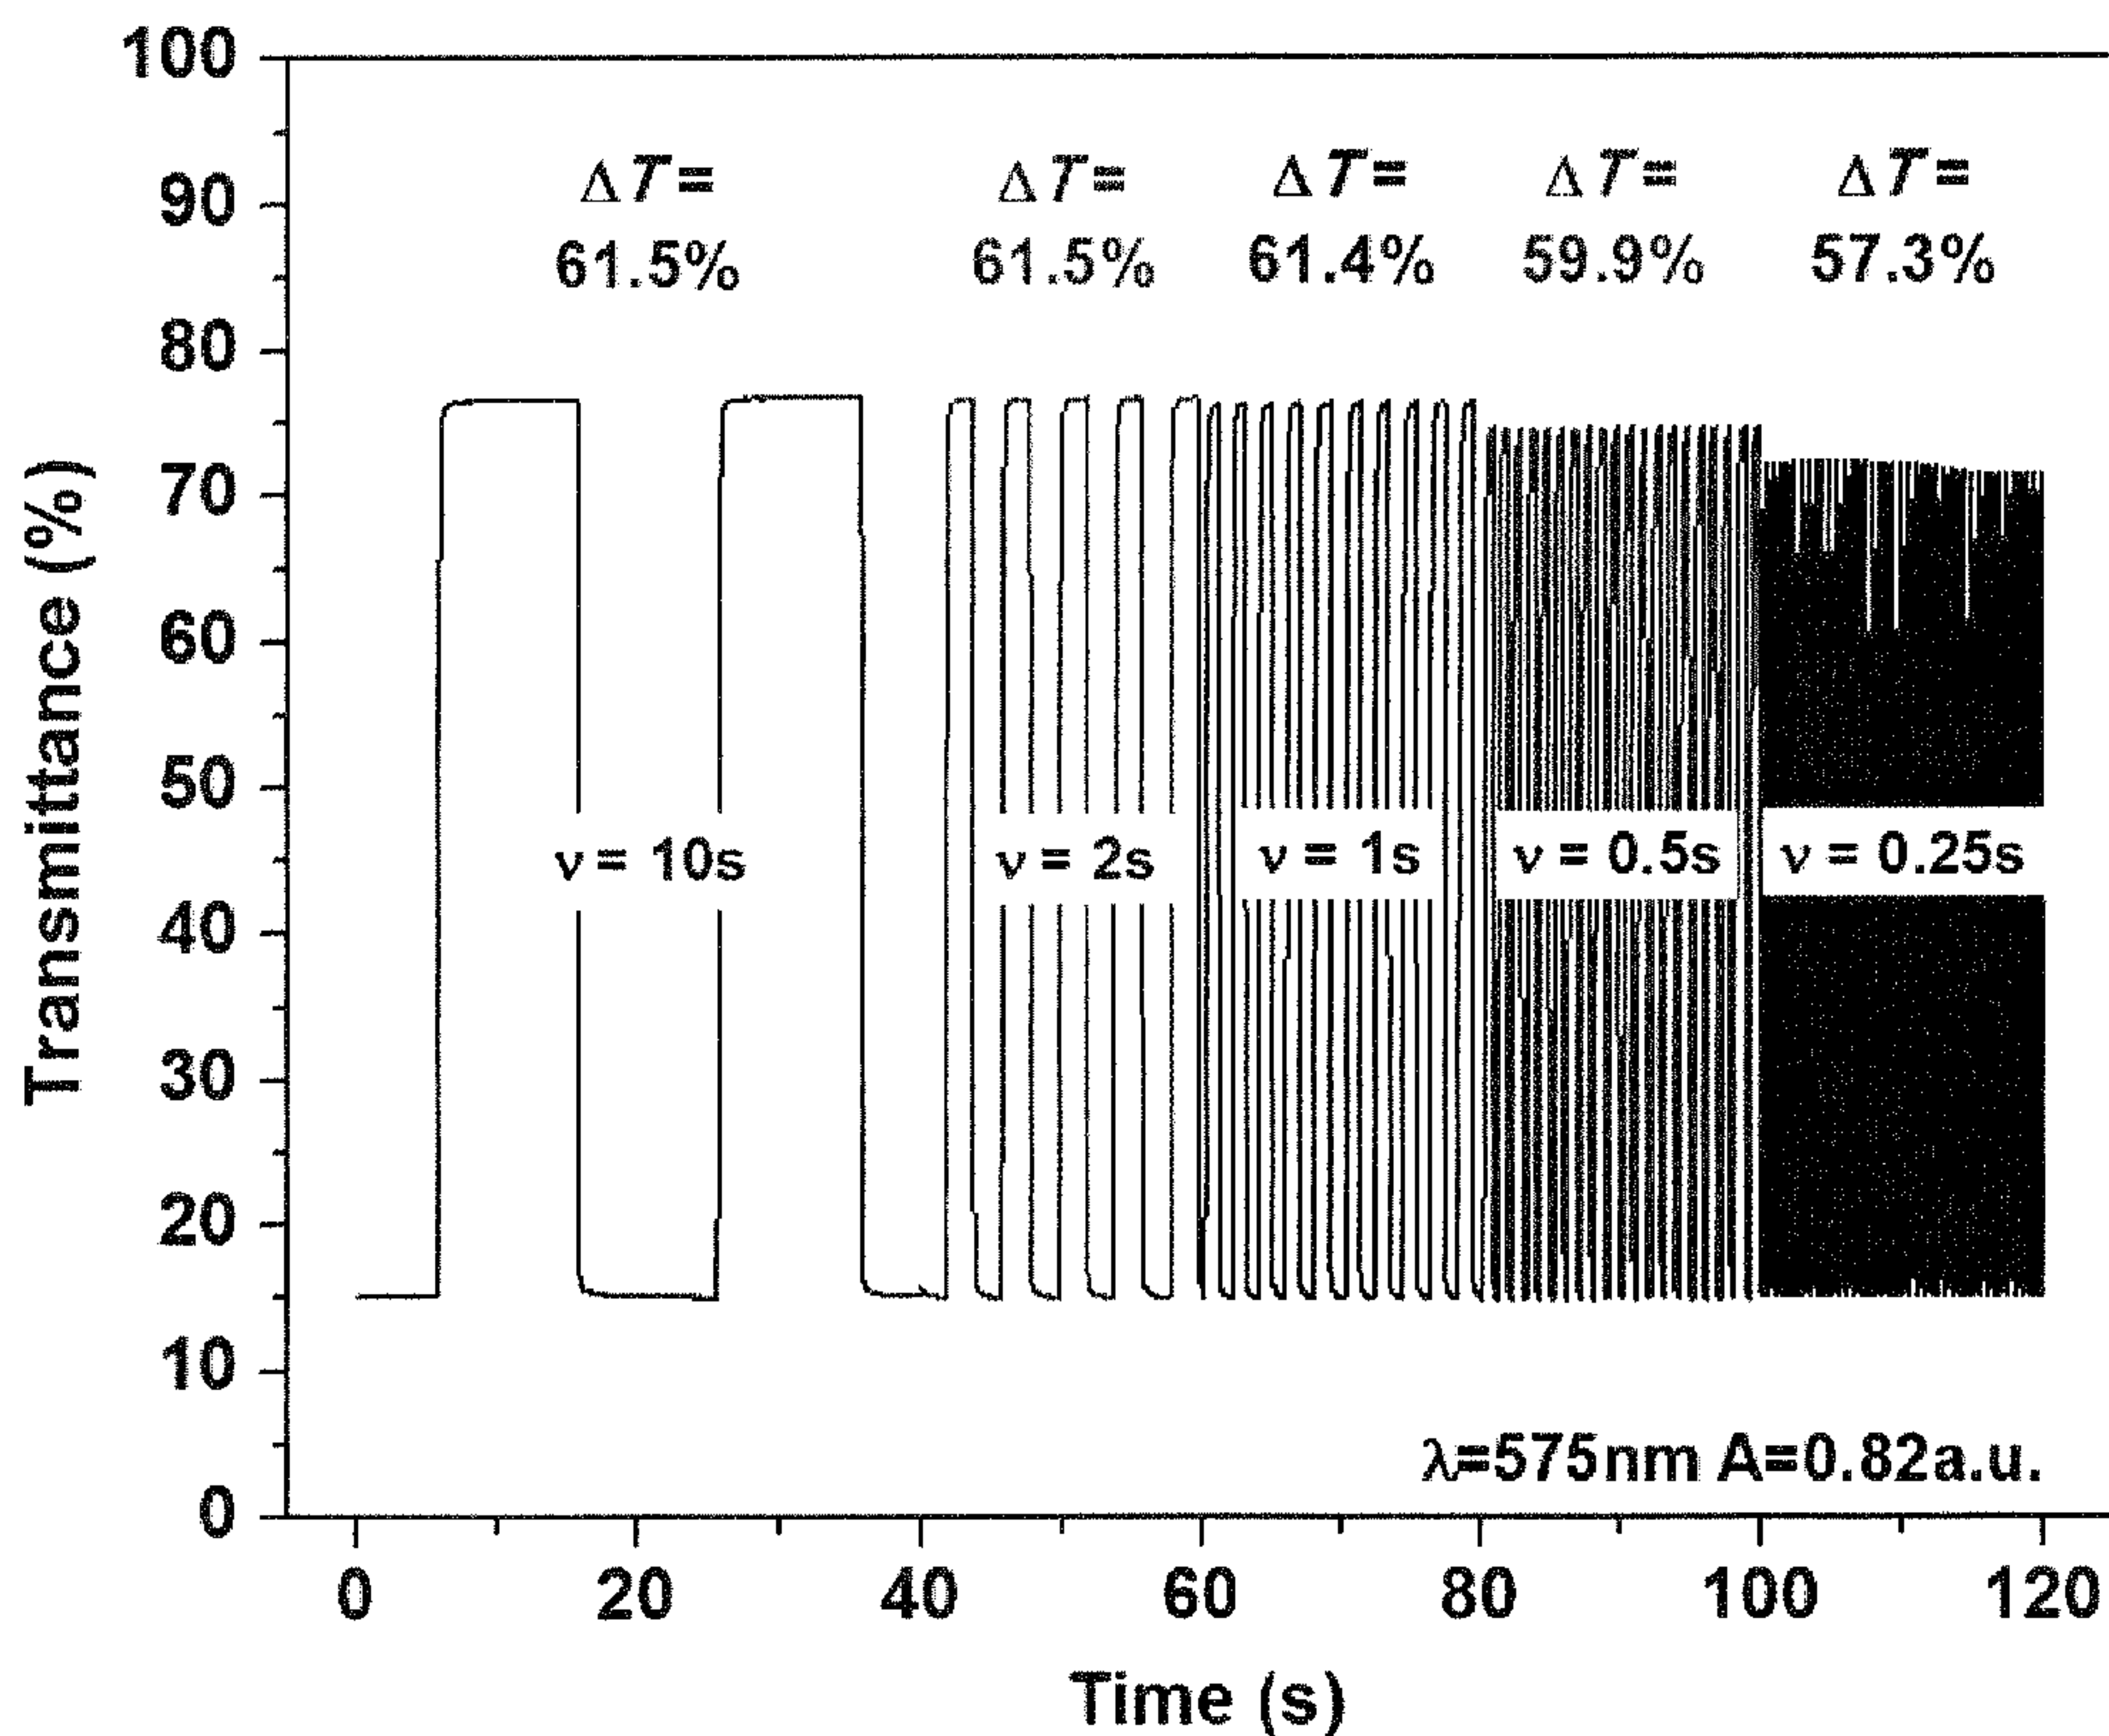 100
90
80
70
60
50
40
30
20
10
0
Transmittance (%)
ΔT= ΔT= ΔT= ΔT= ΔT=
61.5% 61.5% 61.4% 59.9% 57.3%
ν = 10s ν = 2s ν = 1s ν = 0.5s ν = 0.25s
λ=575nm A=0.82a.u.
0 20 40 60 80 100 120
Time (s)